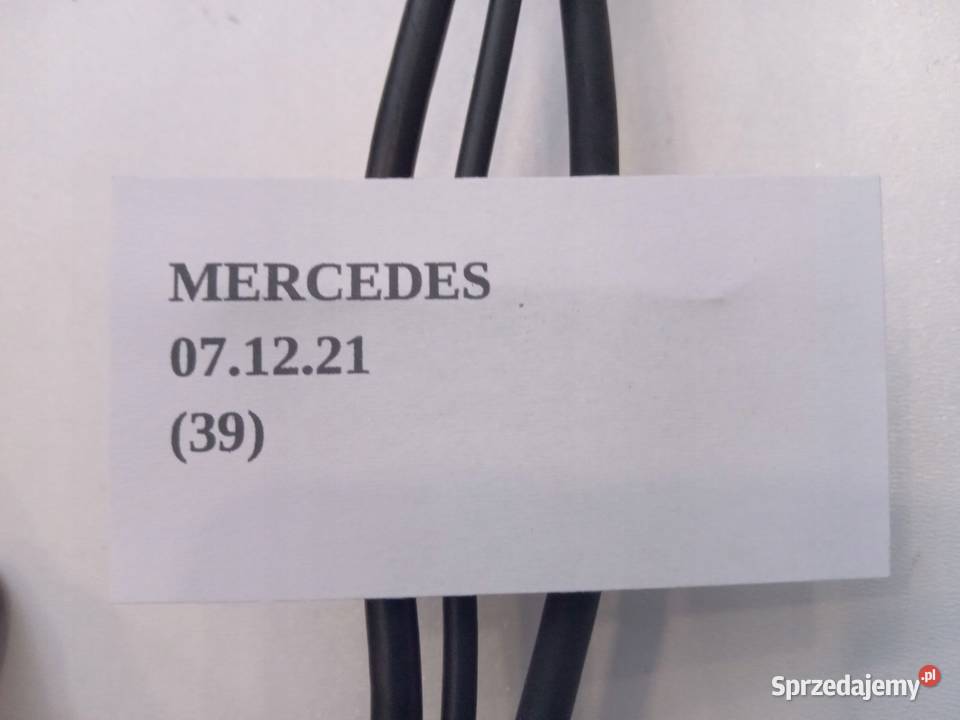 MERCEDES
07.12.21
(39)
Sprzedajemy.pl